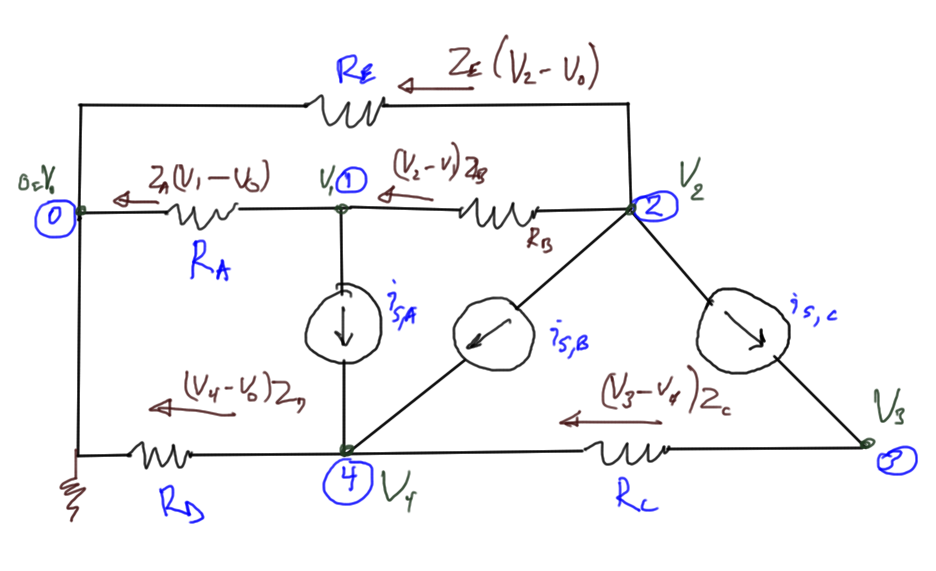 R_E
Z_E (V_2 - V_0)
0 = V_0
0
Z_A (V_1 - V_0)
V_1 1
(V_2 - V_1) Z_B
V_2
2
R_A
R_B
i_{S,A}
i_{S,B}
i_{S,C}
(V_4 - V_0) Z_D
(V_3 - V_4) Z_C
V_3
3
R_D
4 V_4
R_C